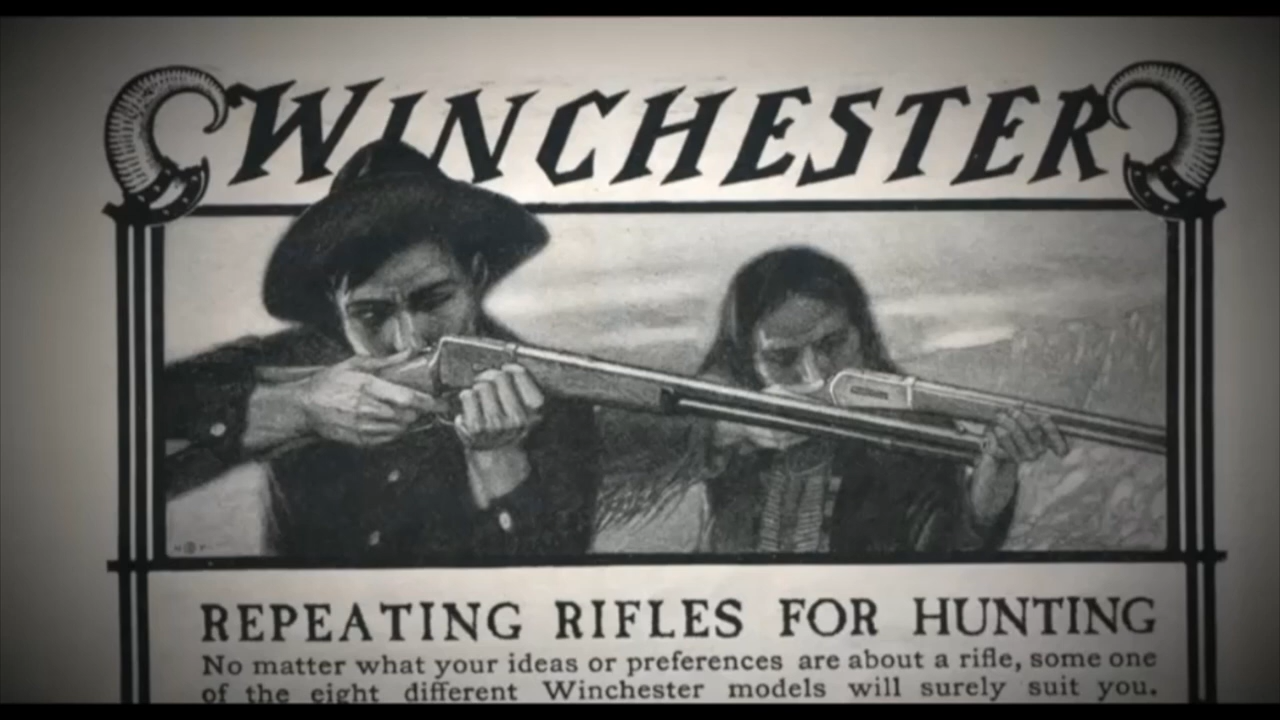 WINCHESTER
REPEATING RIFLES FOR HUNTING
No matter what your ideas or preferences are about a rifle, some one
of the eight different Winchester models will surely suit you.